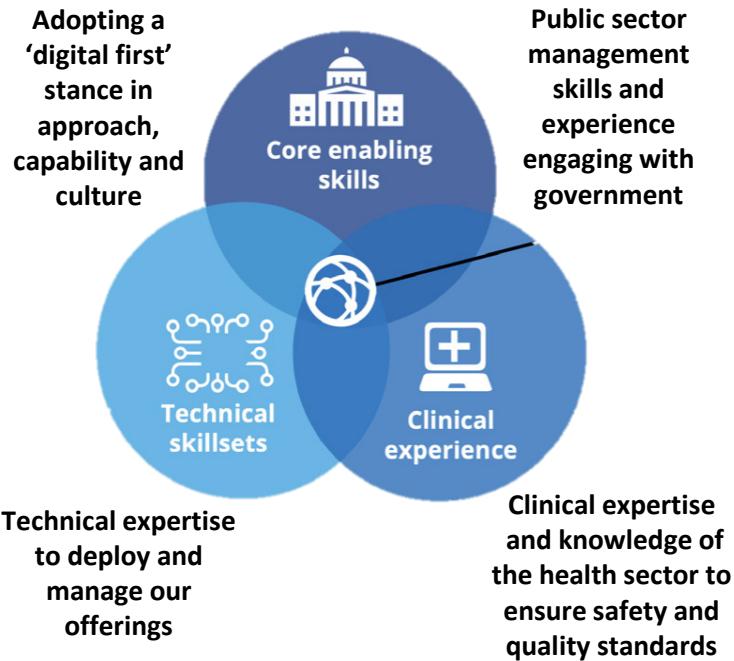 Adopting a
‘digital first’
stance in
approach,
capability and
culture
Public sector
management
skills and
experience
engaging with
government
Core enabling
skills
Technical
skillsets
Clinical
experience
Technical expertise
to deploy and
manage our
offerings
Clinical expertise
and knowledge of
the health sector to
ensure safety and
quality standards